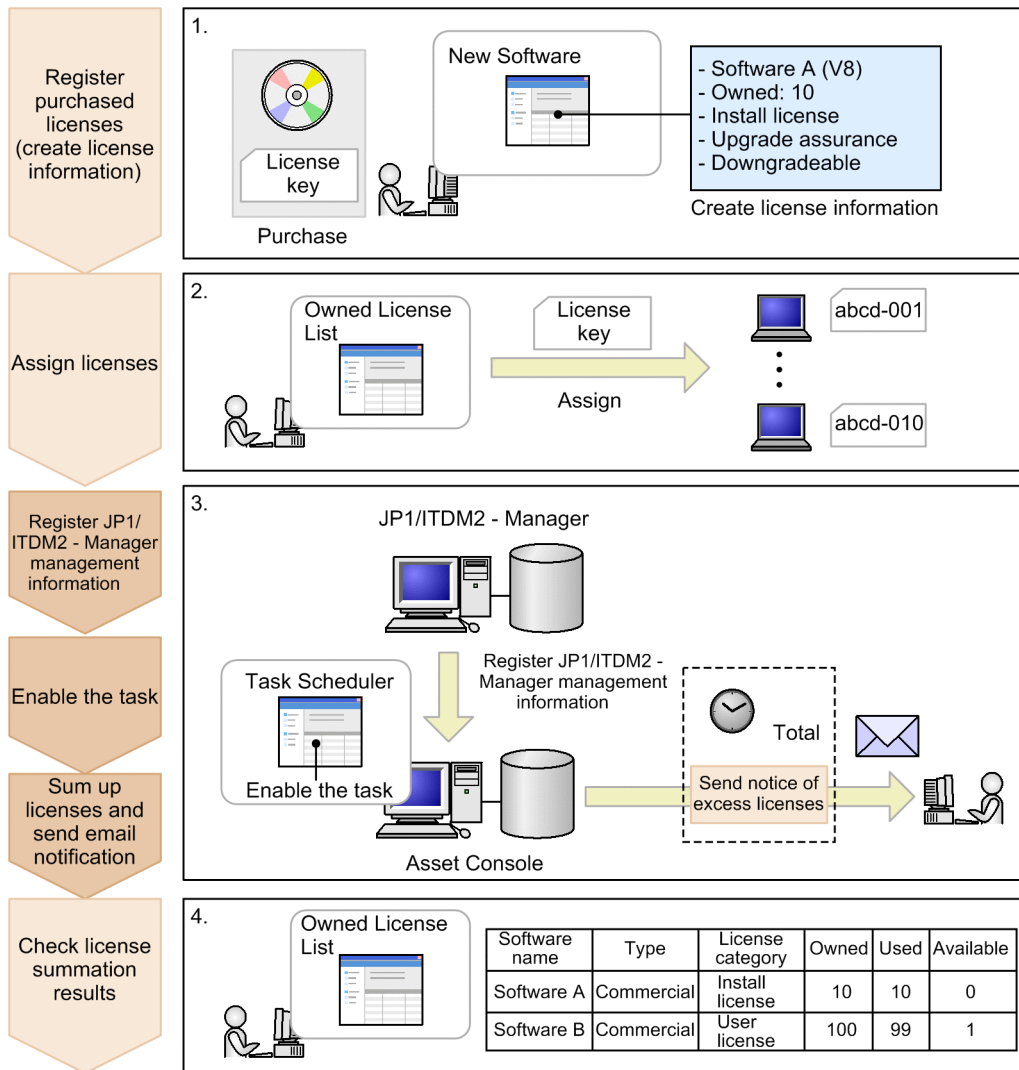 Register
purchased
licenses
(create license
information)
1.
License
key
Purchase
New Software
- Software A (V8)
- Owned: 10
- Install license
- Upgrade assurance
- Downgradeable
Create license information
Assign licenses
2.
Owned License
List
License
key
Assign
abcd-001
abcd-010
Register JP1/
ITDM2 - Manager
management
information
Enable the task
Sum up
licenses and
send email
notification
3.
JP1/ITDM2 - Manager
Register JP1/ITDM2 -
Manager management
information
Task Scheduler
Enable the task
Asset Console
Total
Send notice of
excess licenses
Check license
summation
results
4.
Owned License
List
Software name Type License category Owned Used Available
Software A Commercial Install license 10 10 0
Software B Commercial User license 100 99 1